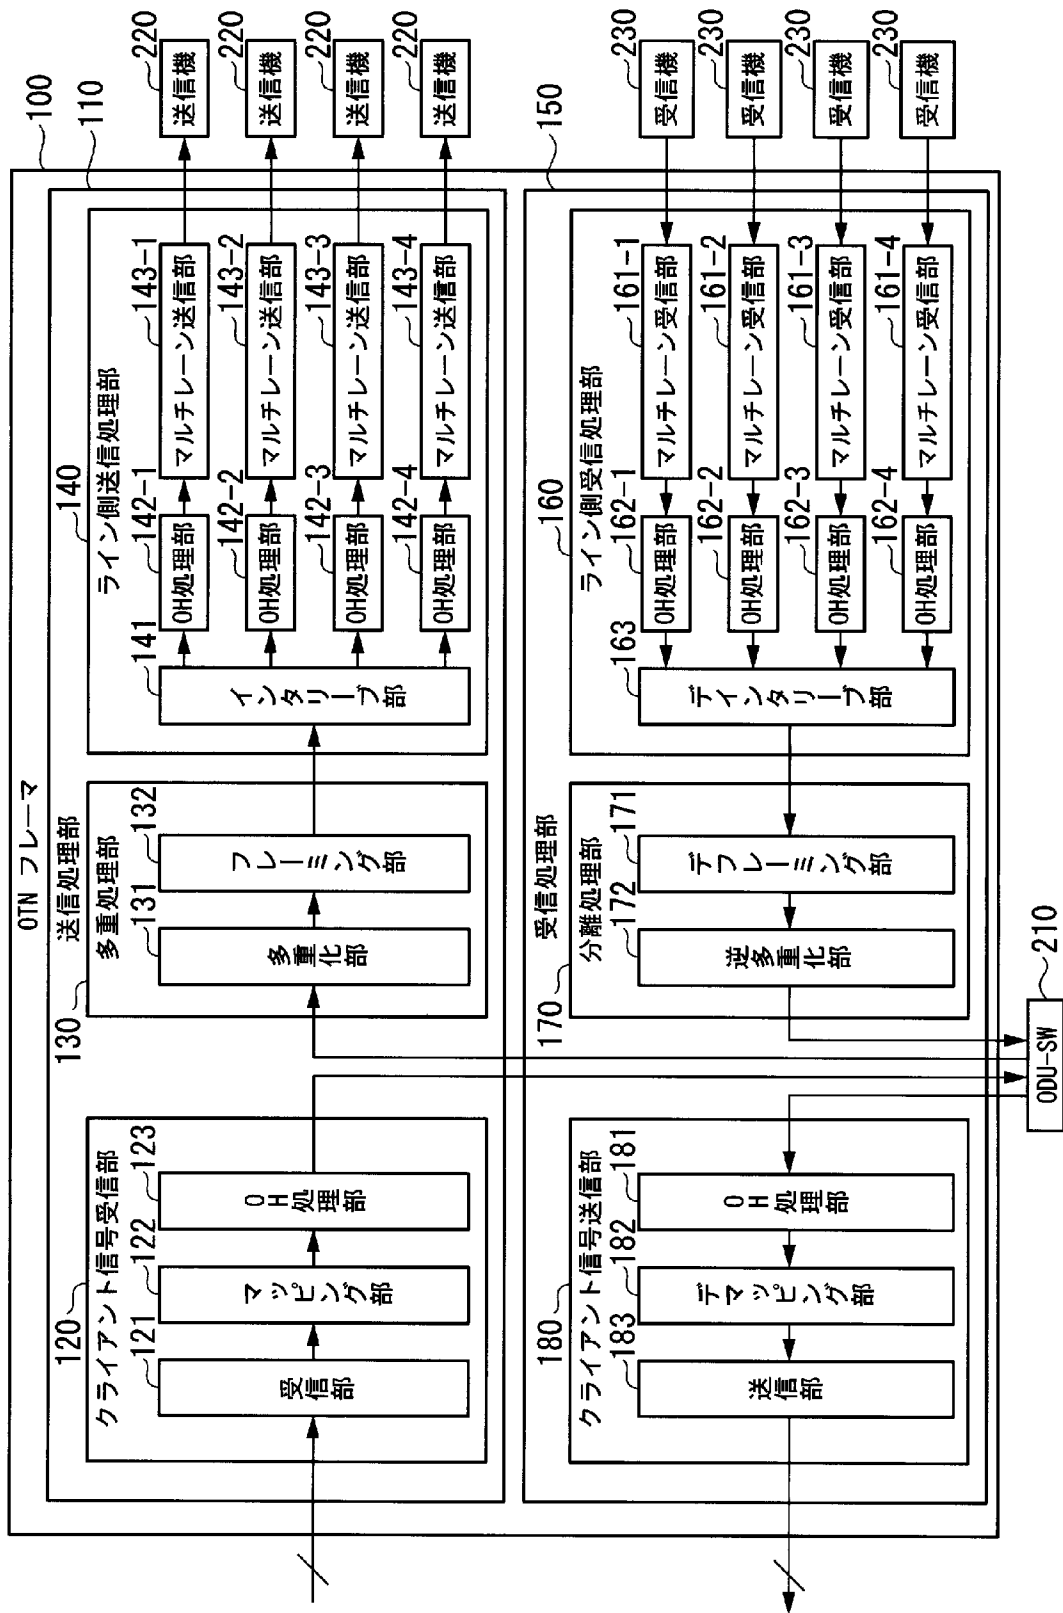 OTN フレーマ
100
送信処理部
110
クライアント信号受信部
120
受信部
121
マッピング部
122
OH処理部
123
多重処理部
130
多重化部
131
フレーミング部
132
ライン側送信処理部
140
インタリーブ部
141
OH処理部
142-1
マルチレーン送信部
143-1
送信機
220
OH処理部
142-2
マルチレーン送信部
143-2
送信機
220
OH処理部
142-3
マルチレーン送信部
143-3
送信機
220
OH処理部
142-4
マルチレーン送信部
143-4
送信機
220
受信処理部
150
クライアント信号送信部
180
送信部
183
デマッピング部
182
OH処理部
181
分離処理部
170
逆多重化部
172
デフレーミング部
171
ライン側受信処理部
160
デインタリーブ部
163
OH処理部
162-1
マルチレーン受信部
161-1
受信機
230
OH処理部
162-2
マルチレーン受信部
161-2
受信機
230
OH処理部
162-3
マルチレーン受信部
161-3
受信機
230
OH処理部
162-4
マルチレーン受信部
161-4
受信機
230
ODU-SW
210